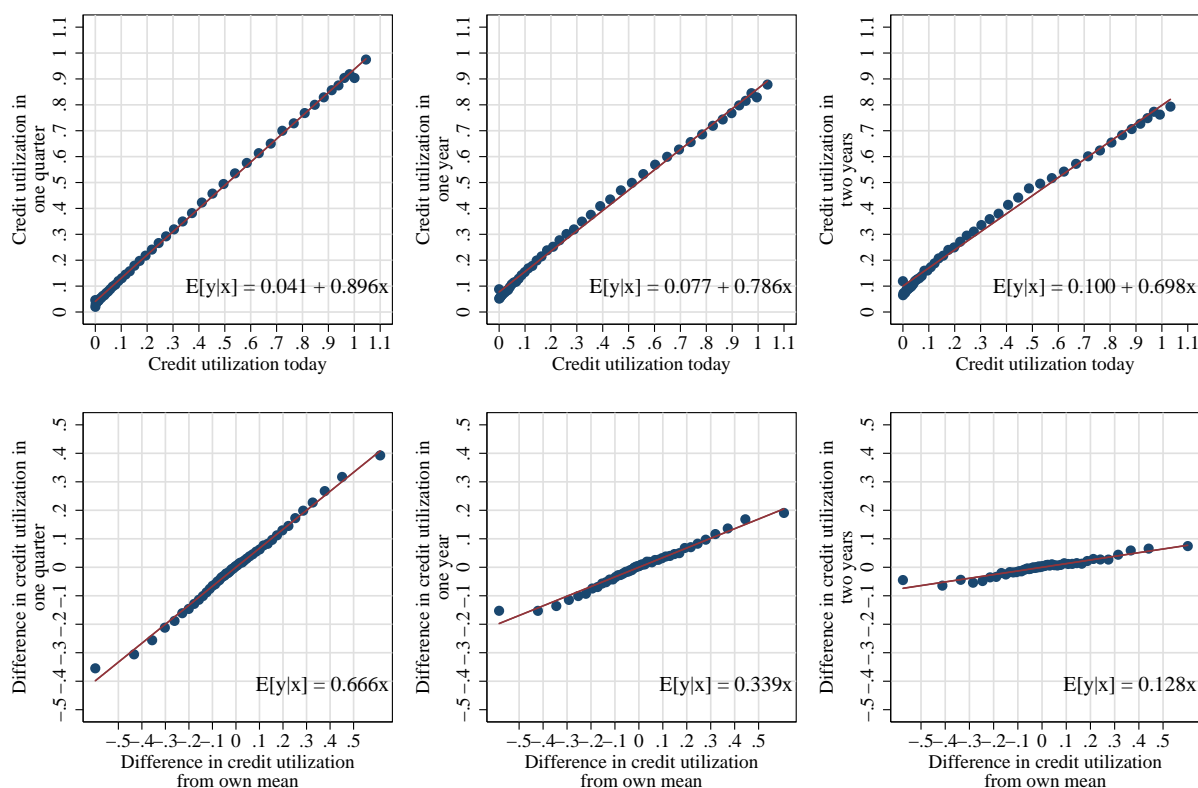 Credit utilization in
one quarter
0 .1 .2 .3 .4 .5 .6 .7 .8 .9 1 1.1
E[y|x] = 0.041 + 0.896x
0 .1 .2 .3 .4 .5 .6 .7 .8 .9 1 1.1
Credit utilization today
Credit utilization in
one year
0 .1 .2 .3 .4 .5 .6 .7 .8 .9 1 1.1
E[y|x] = 0.077 + 0.786x
0 .1 .2 .3 .4 .5 .6 .7 .8 .9 1 1.1
Credit utilization today
Credit utilization in
two years
0 .1 .2 .3 .4 .5 .6 .7 .8 .9 1 1.1
E[y|x] = 0.100 + 0.698x
0 .1 .2 .3 .4 .5 .6 .7 .8 .9 1 1.1
Credit utilization today
Difference in credit utilization in
one quarter
−.5−.4−.3−.2−.1 0 .1 .2 .3 .4 .5
E[y|x] = 0.666x
−.5−.4−.3−.2−.1 0 .1 .2 .3 .4 .5
Difference in credit utilization
from own mean
Difference in credit utilization in
one year
−.5−.4−.3−.2−.1 0 .1 .2 .3 .4 .5
E[y|x] = 0.339x
−.5−.4−.3−.2−.1 0 .1 .2 .3 .4 .5
Difference in credit utilization
from own mean
Difference in credit utilization in
two years
−.5−.4−.3−.2−.1 0 .1 .2 .3 .4 .5
E[y|x] = 0.128x
−.5−.4−.3−.2−.1 0 .1 .2 .3 .4 .5
Difference in credit utilization
from own mean